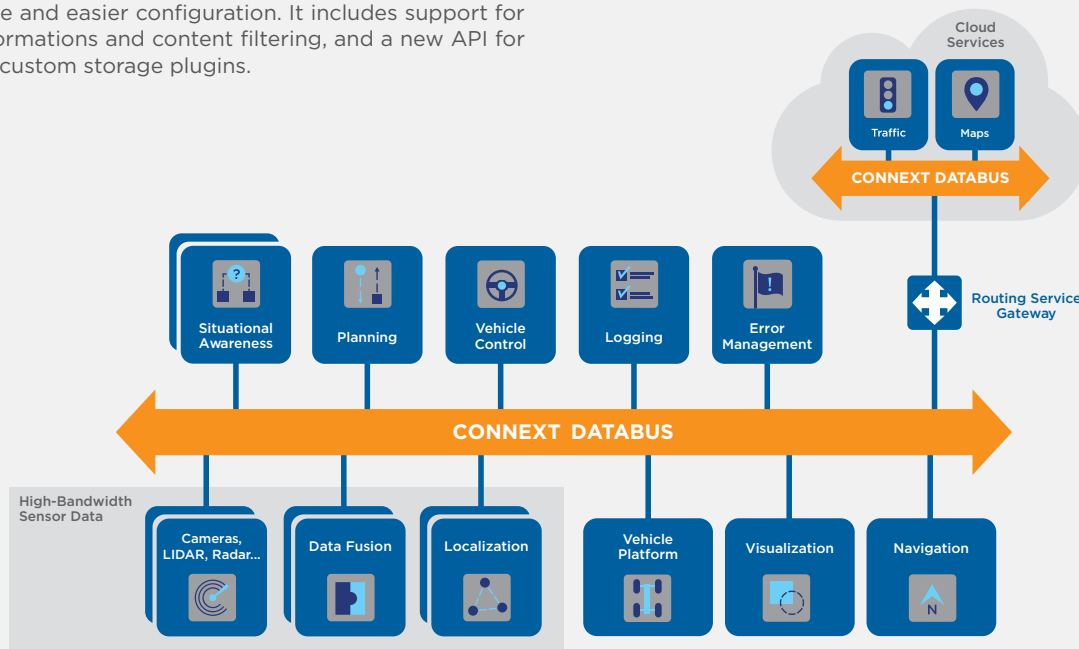 e and easier configuration. It includes support for
ormations and content filtering, and a new API for
custom storage plugins.
Cloud
Services
Traffic
Maps
CONNEXT DATABUS
?
Situational
Awareness
Planning
Vehicle
Control
Logging
!
Error
Management
Routing Service
Gateway
CONNEXT DATABUS
High-Bandwidth
Sensor Data
Cameras,
LIDAR, Radar...
Data Fusion
Localization
Vehicle
Platform
Visualization
Navigation
N